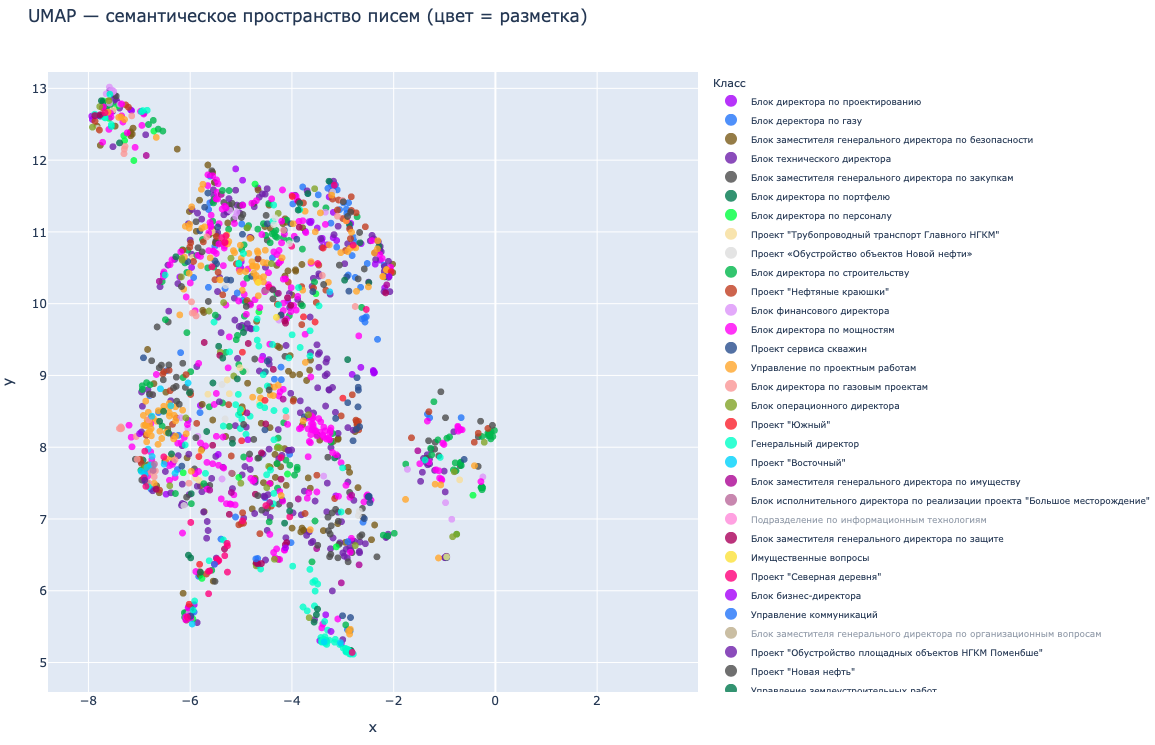 UMAP — семантическое пространство писем (цвет = разметка)
Класс
Блок директора по проектированию
Блок деректора по газу
Блок заместителя генерального директора по безопасности
Блок технического директора
Блок заместителя генерального директора по закупкам
Блок директора по портфелю
Блок директора по персоналу
Проект "Трубопроводный транспорт Главного НГКМ"
Проект «Обустройство объектов Новой нефти»
Блок директора по строительству
Проект "Нефтяные краюшки"
Блок финансового директора
Блок директора по мощностям
Проект сервиса скважин
Управление по проектным работам
Блок директора по газовым проектам
Блок операционного директора
Проект "Южный"
Генеральный директор
Проект "Восточный"
Блок заместителя генерального директора по имуществу
Блок исполнительного директора по реализации проекта "Большое месторождение"
Подразделение по информационным технологиям
Блок заместителя генерального директора по защите
Имущественные вопросы
Проект "Северная деревня"
Блок бизнес-директора
Управление коммуникаций
Блок заместителя генерального директора по организационным вопросам
Проект "Обустройство площадных объектов НГКМ Поменбше"
Проект "Новая нефть"
Управление землеустроительных работ
13
12
11
10
9
8
7
6
5
y
−8
−6
−4
−2
0
2
x